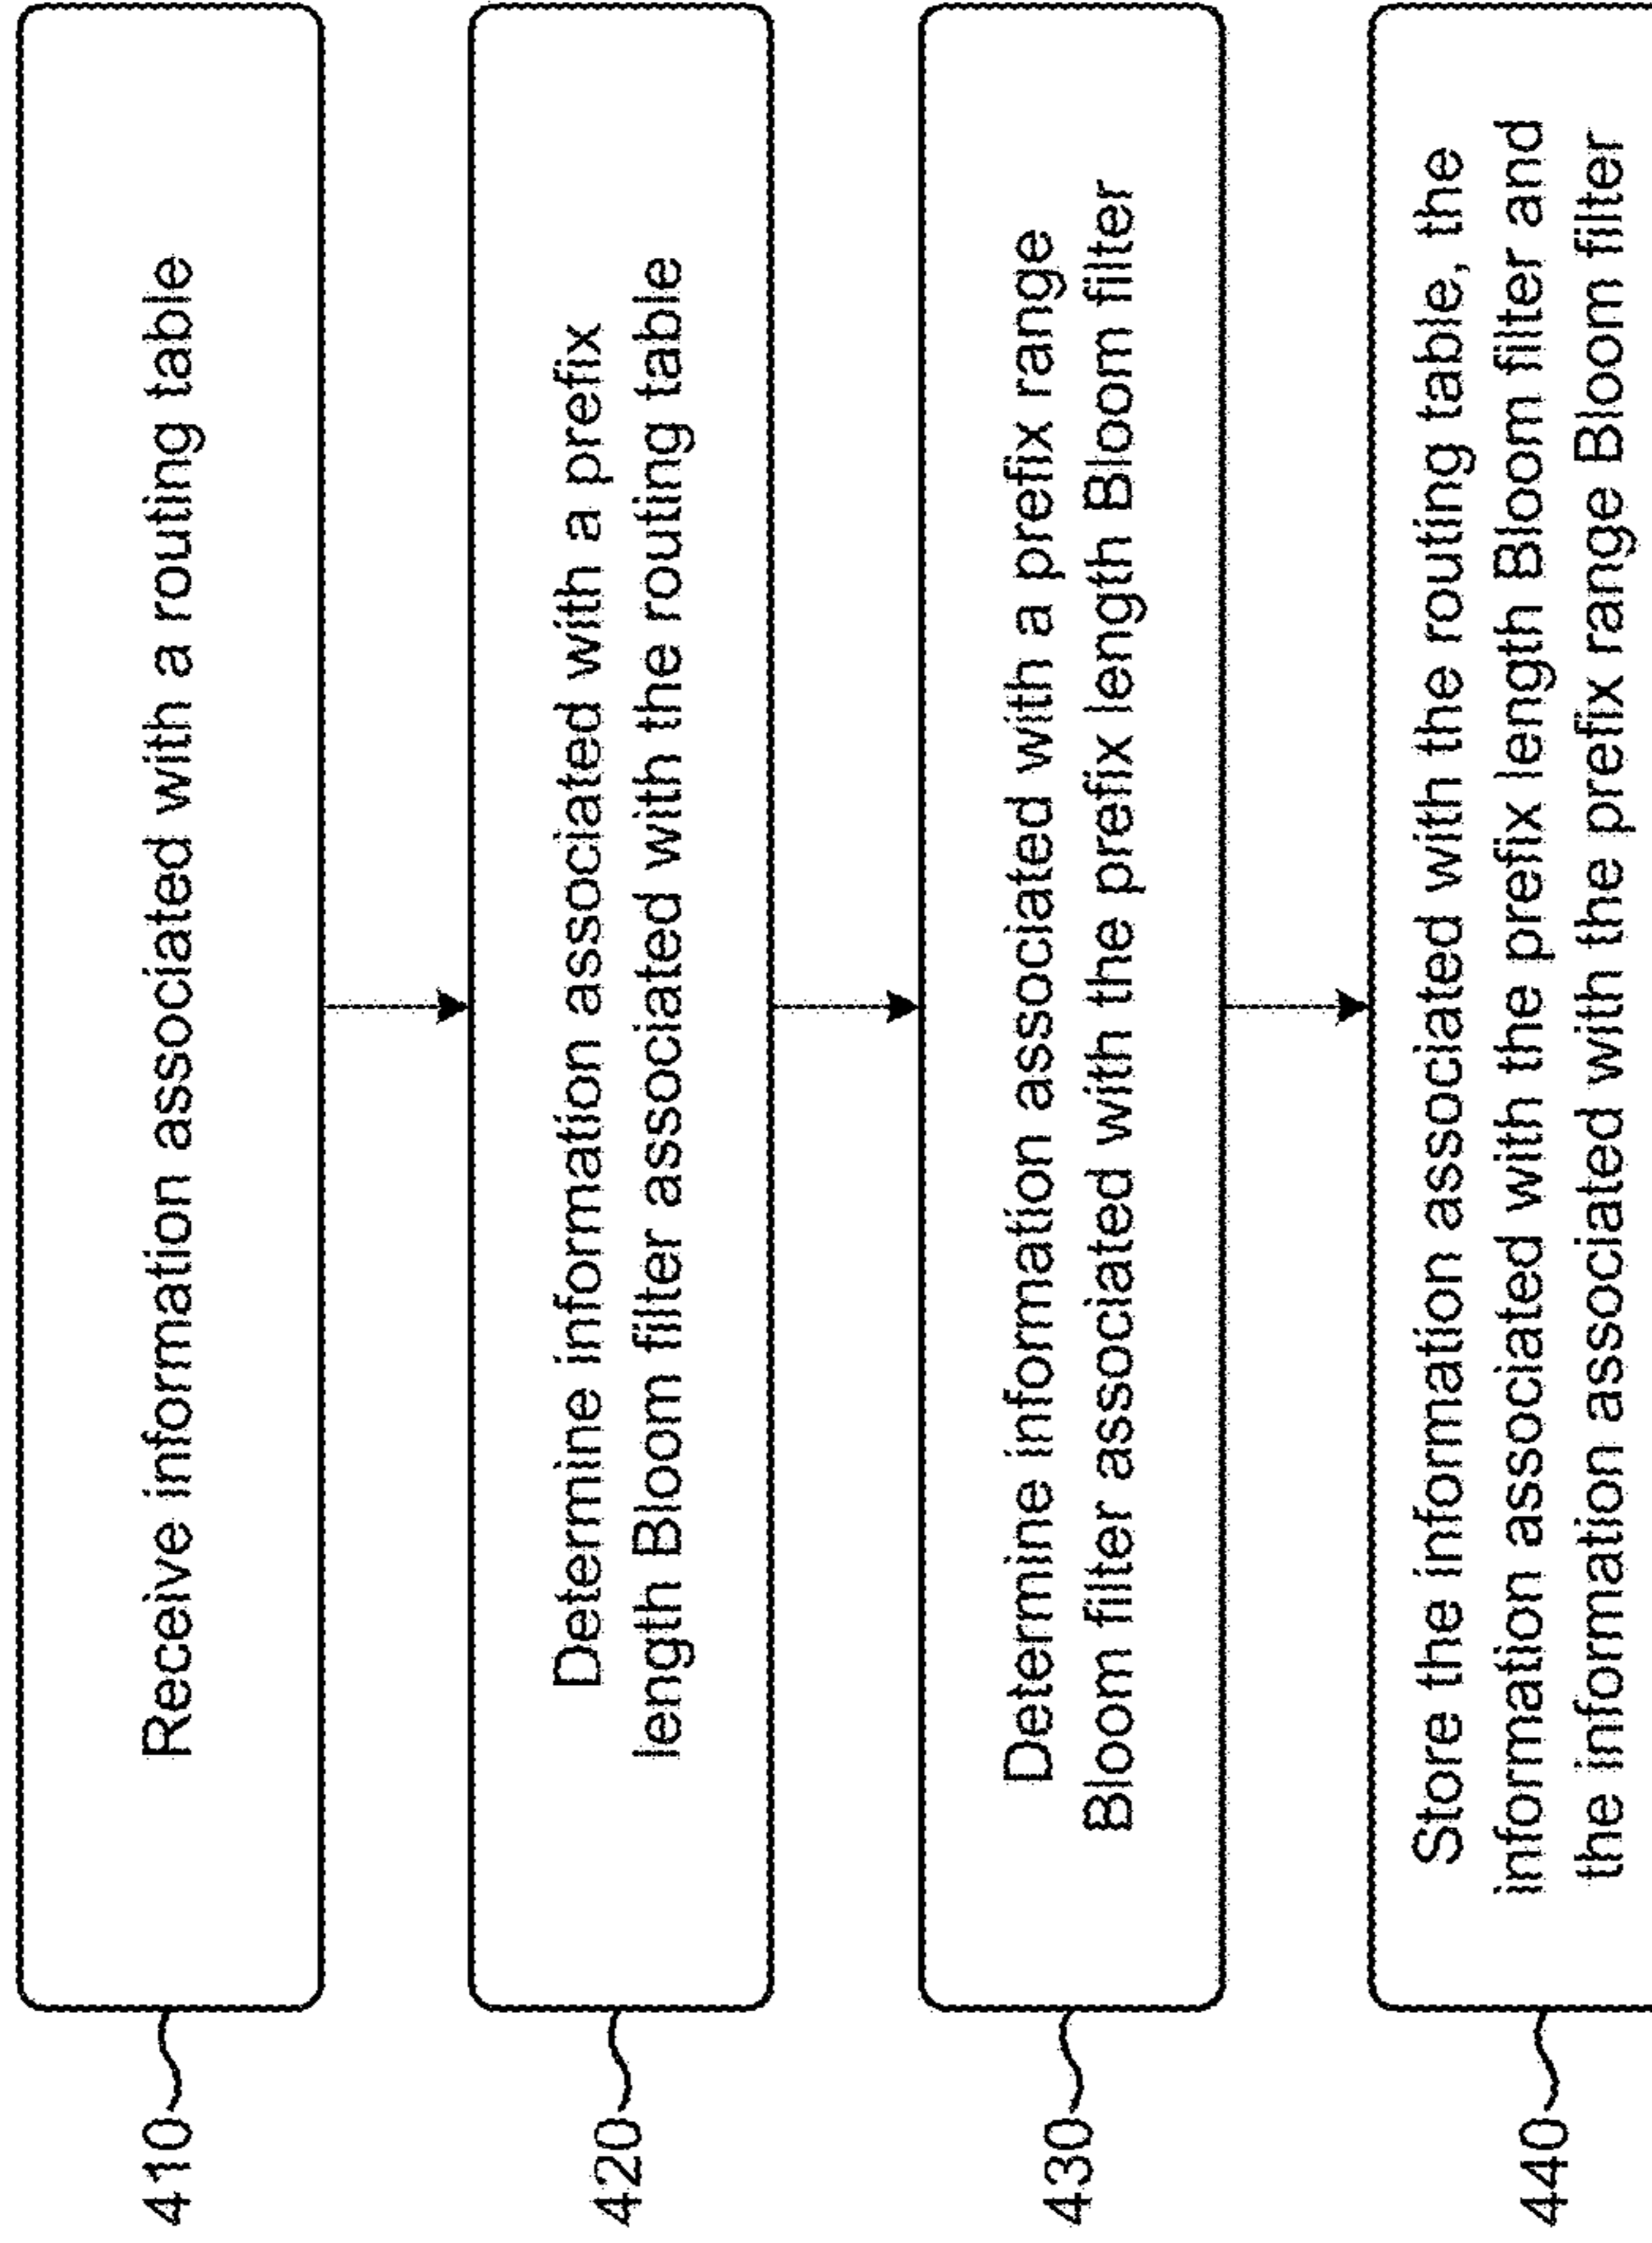 410
Receive information associated with a routing table
420
Determine information associated with a prefix
length Bloom filter associated with the routing table
430
Determine information associated with a prefix range
Bloom filter associated with the prefix length Bloom filter
440
Store the information associated with the routing table, the
information associated with the prefix length Bloom filter and
the information associated with the prefix range Bloom filter